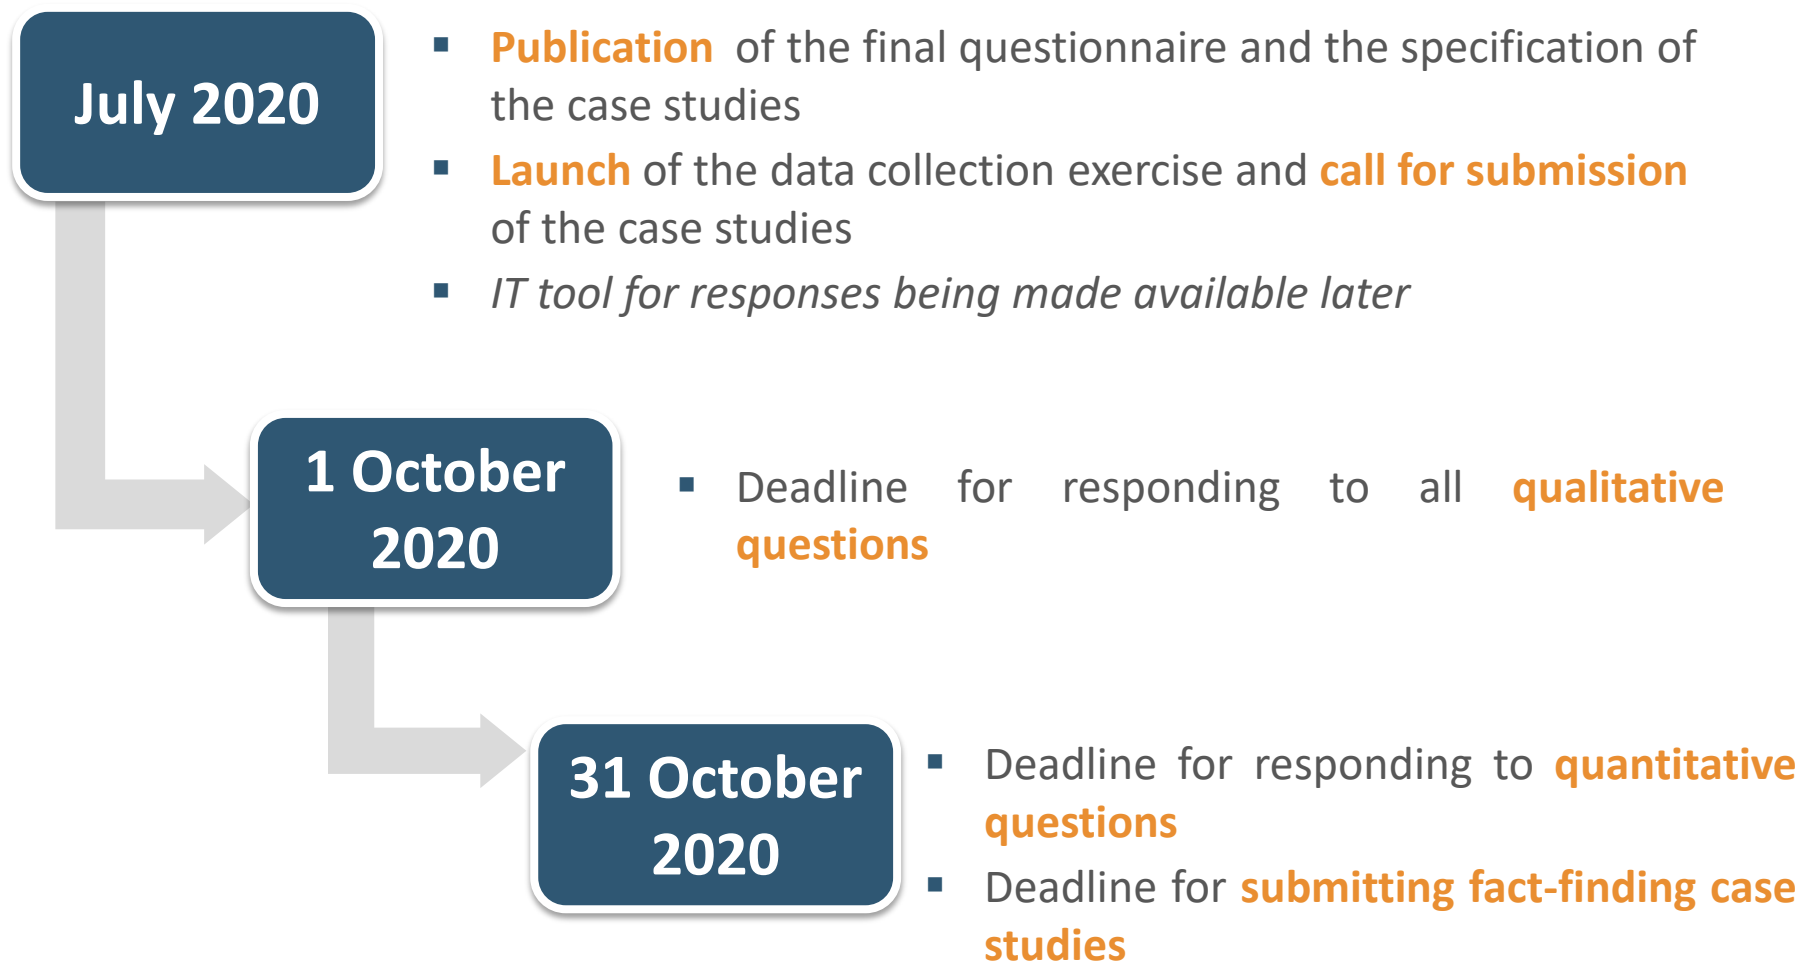 July 2020
▪ Publication of the final questionnaire and the specification of
the case studies
▪ Launch of the data collection exercise and call for submission
of the case studies
▪ IT tool for responses being made available later
1 October
2020
▪ Deadline for responding to all qualitative
questions
31 October
2020
▪ Deadline for responding to quantitative
questions
▪ Deadline for submitting fact-finding case
studies